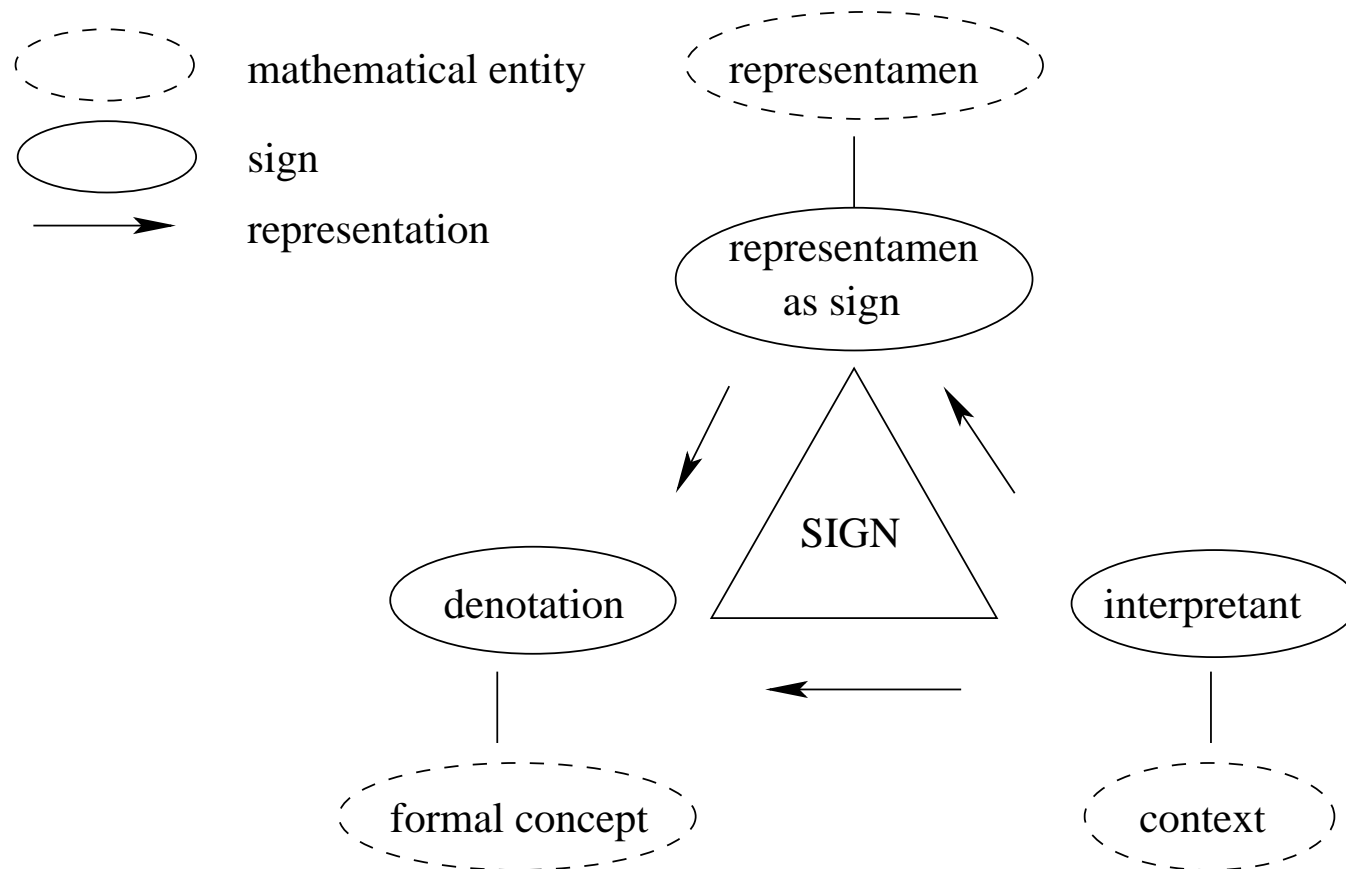 mathematical entity
sign
representation
representamen
representamen
as sign
SIGN
denotation
interpretant
formal concept
context